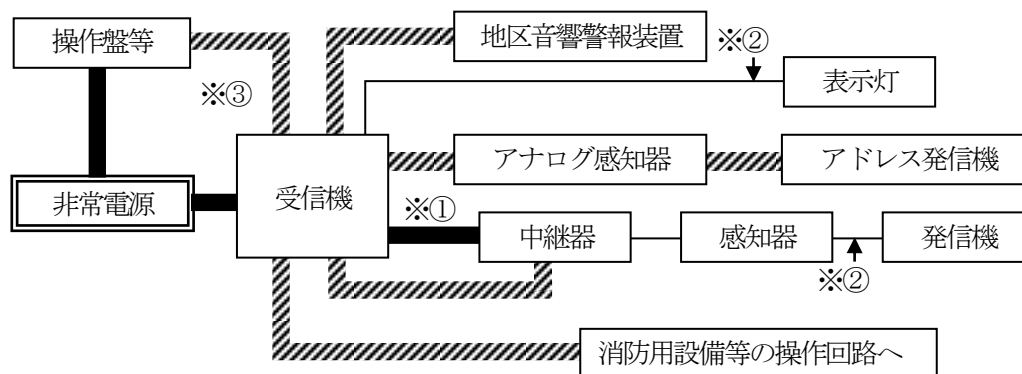 操作盤等
地区音響警報装置
※②
表示灯
※③
アナログ感知器
アドレス発信機
非常電源
受信機
※①
中継器
感知器
発信機
※②
消防用設備等の操作回路へ